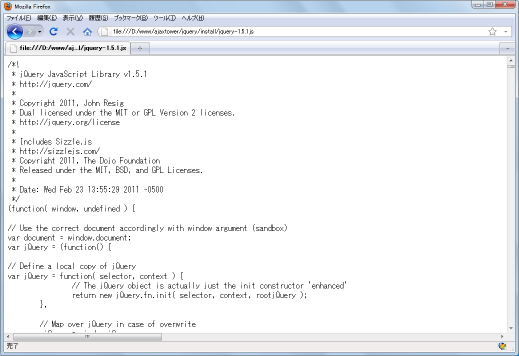 Mozilla Firefox
ファイル(F) 編集(E) 表示(V) 履歴(S) ブックマーク(B) ツール(T) ヘルプ(H)
file:///D:/www/ajaxtower/jquery/install/jquery-1.5.1.js
file:///D:/www/aj...l/jquery-1.5.1.js
/*!
* jQuery JavaScript Library v1.5.1
* http://jquery.com/
*
* Copyright 2011, John Resig
* Dual licensed under the MIT or GPL Version 2 licenses.
* http://jquery.org/license
*
* Includes Sizzle.js
* http://sizzlejs.com/
* Copyright 2011, The Dojo Foundation
* Released under the MIT, BSD, and GPL Licenses.
*
* Date: Wed Feb 23 13:55:29 2011 -0500
*/
(function( window, undefined ) {
// Use the correct document accordingly with window argument (sandbox)
var document = window.document;
var jQuery = (function() {
// Define a local copy of jQuery
var jQuery = function( selector, context ) {
// The jQuery object is actually just the init constructor 'enhanced'
return new jQuery.fn.init( selector, context, rootjQuery );
},
// Map over jQuery in case of overwrite
完了